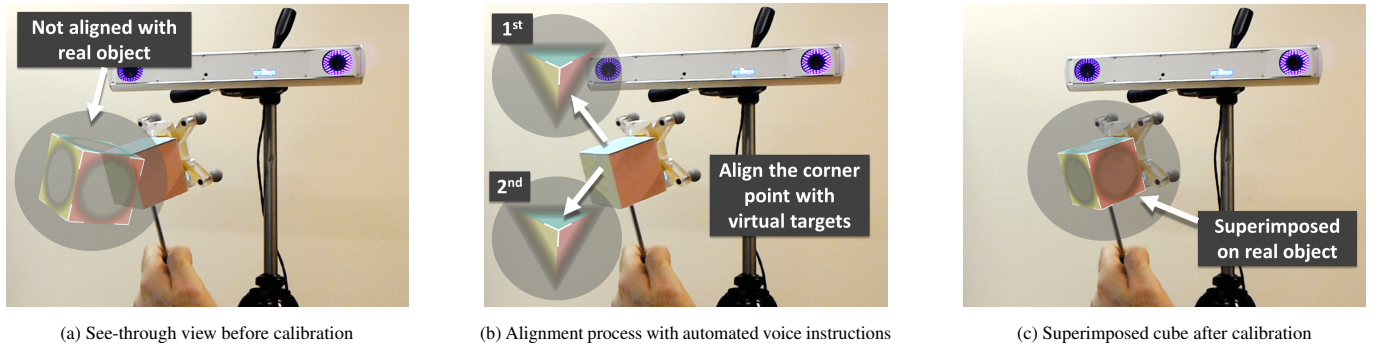 Not aligned with
real object
1st
2nd
Align the corner
point with
virtual targets
Superimposed
on real object
(a) See-through view before calibration
(b) Alignment process with automated voice instructions
(c) Superimposed cube after calibration